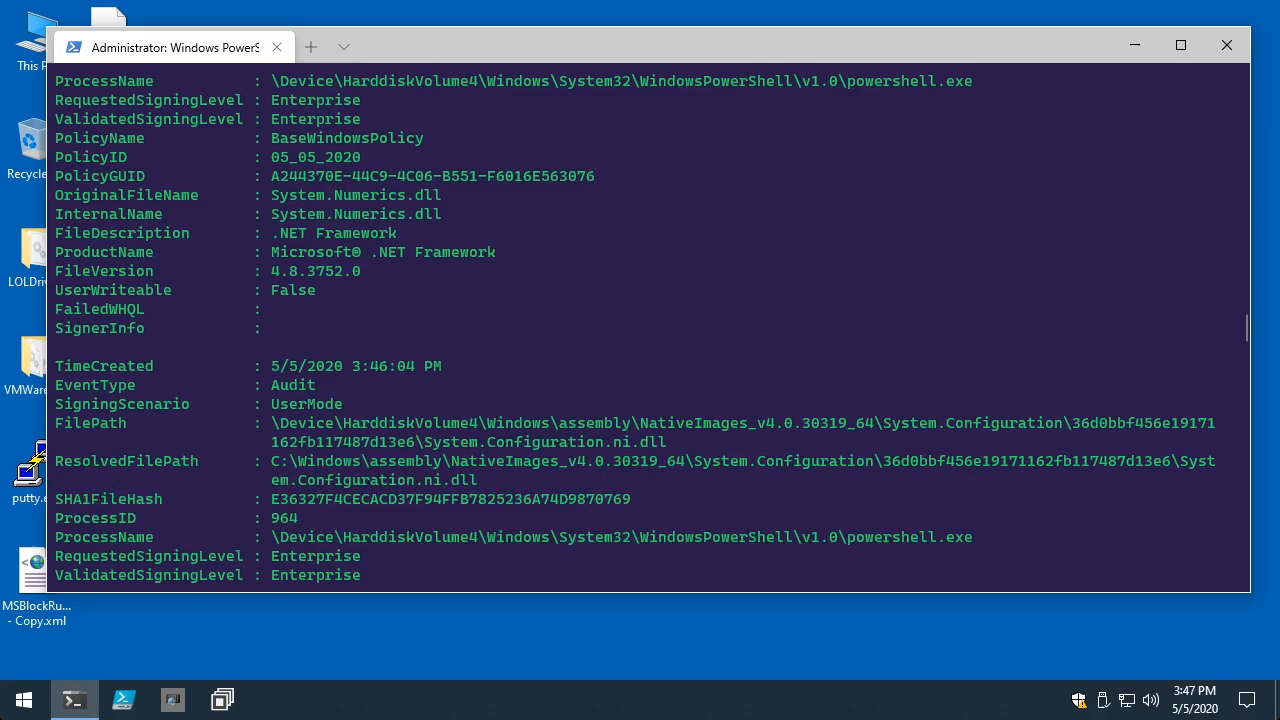 Administrator: Windows PowerS
ProcessName : \Device\HarddiskVolume4\Windows\System32\WindowsPowerShell\v1.0\powershell.exe
RequestedSigningLevel : Enterprise
ValidatedSigningLevel : Enterprise
PolicyName : BaseWindowsPolicy
PolicyID : 05_05_2020
PolicyGUID : A244370E-44C9-4C06-B551-F6016E563076
OriginalFileName : System.Numerics.dll
InternalName : System.Numerics.dll
FileDescription : .NET Framework
ProductName : Microsoft® .NET Framework
FileVersion : 4.8.3752.0
UserWriteable : False
FailedWHQL :
SignerInfo :
TimeCreated : 5/5/2020 3:46:04 PM
EventType : Audit
SigningScenario : UserMode
FilePath : \Device\HarddiskVolume4\Windows\assembly\NativeImages_v4.0.30319_64\System.Configuration\36d0bbf456e19171
162fb117487d13e6\System.Configuration.ni.dll
ResolvedFilePath : C:\Windows\assembly\NativeImages_v4.0.30319_64\System.Configuration\36d0bbf456e19171162fb117487d13e6\Syst
em.Configuration.ni.dll
SHA1FileHash : E36327F4CECACD37F94FFB7825236A74D9870769
ProcessID : 964
ProcessName : \Device\HarddiskVolume4\Windows\System32\WindowsPowerShell\v1.0\powershell.exe
RequestedSigningLevel : Enterprise
ValidatedSigningLevel : Enterprise
This P
Recycle
LOLDri
VMWare
putty.e
MSBlockRu...
- Copy.xml
3:47 PM
5/5/2020